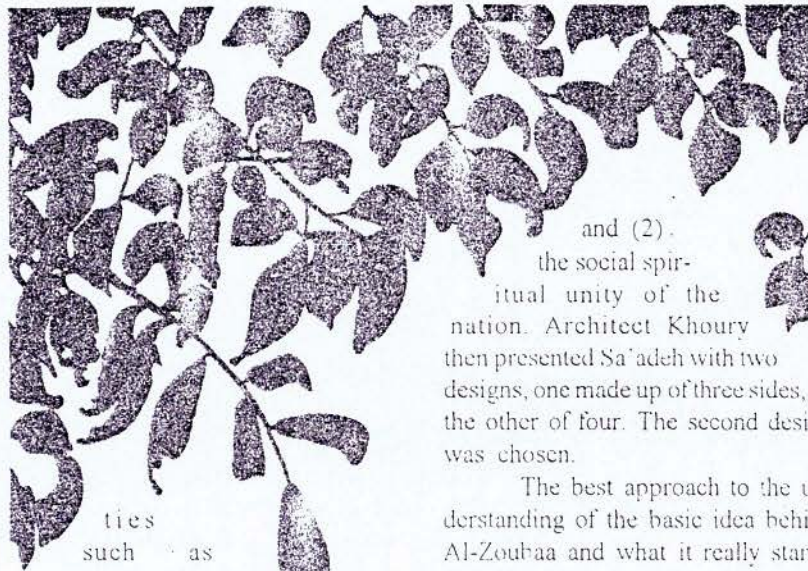 ties
such as
and (2).
the social spir-
itual unity of the
nation. Architect Khoury
then presented Sa'adeh with two
designs, one made up of three sides,
the other of four. The second desi
was chosen.
The best approach to the u
derstanding of the basic idea behi
Al-Zoubaa and what it really star